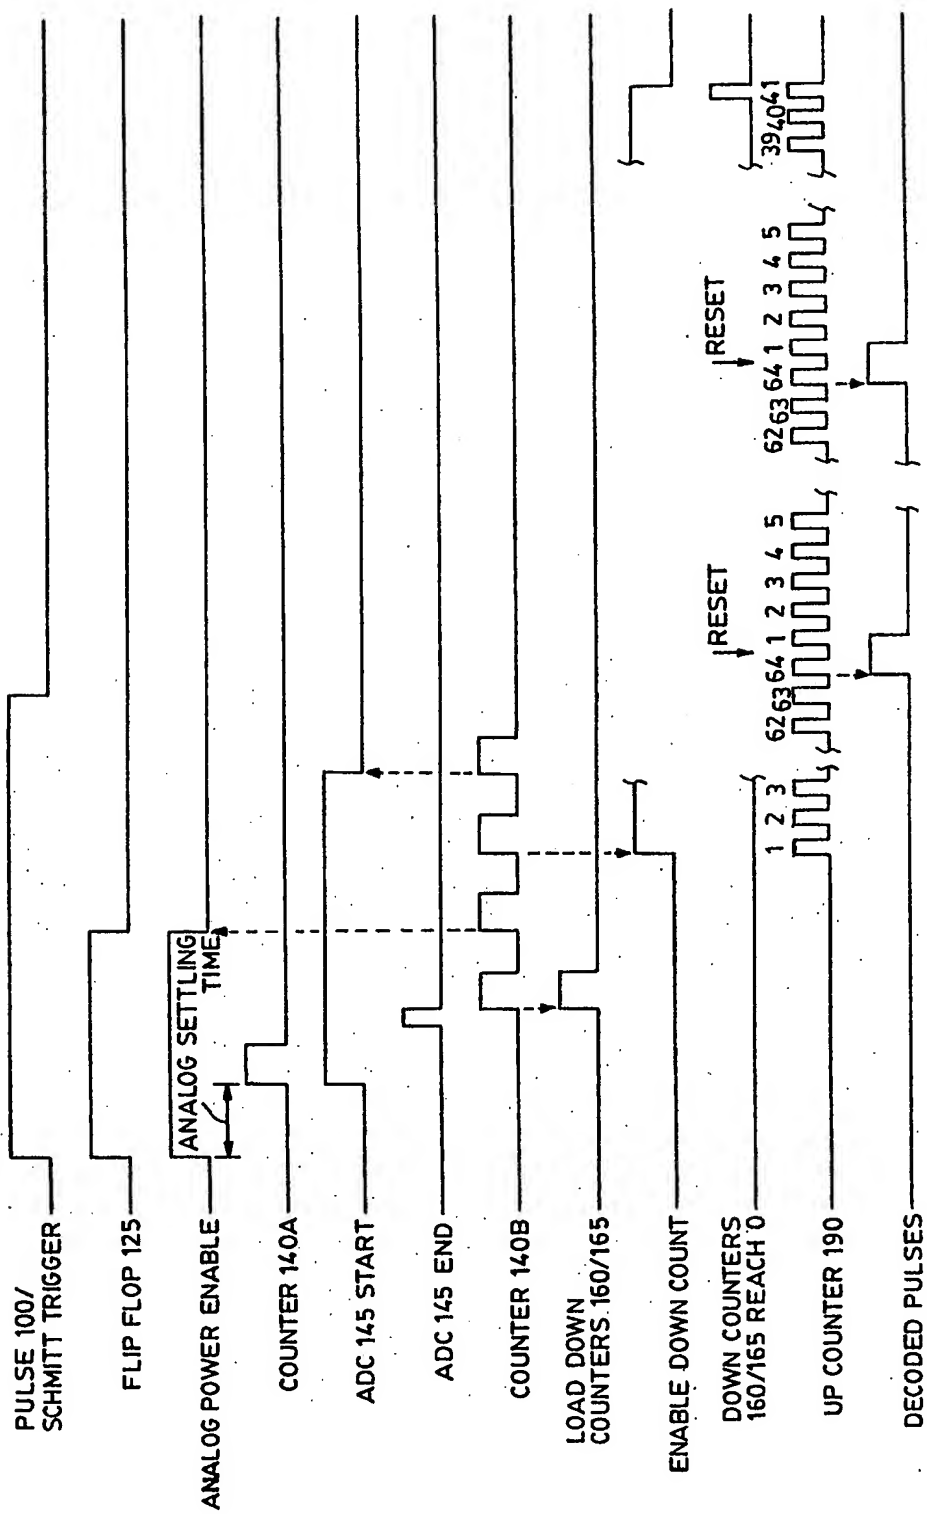 PULSE 100/
SCHMITT TRIGGER
FLIP FLOP 125
ANALOG POWER ENABLE
ANALOG SETTLING
TIME
COUNTER 140A
ADC 145 START
ADC 145 END
COUNTER 140B
LOAD DOWN
COUNTERS 160/165
ENABLE DOWN COUNT
DOWN COUNTERS
160/165 REACH 0
RESET
RESET
UP COUNTER 190
1 2 3
62 63 64 1 2 3 4 5
62 63 64 1 2 3 4 5
39 40 41
DECODED PULSES